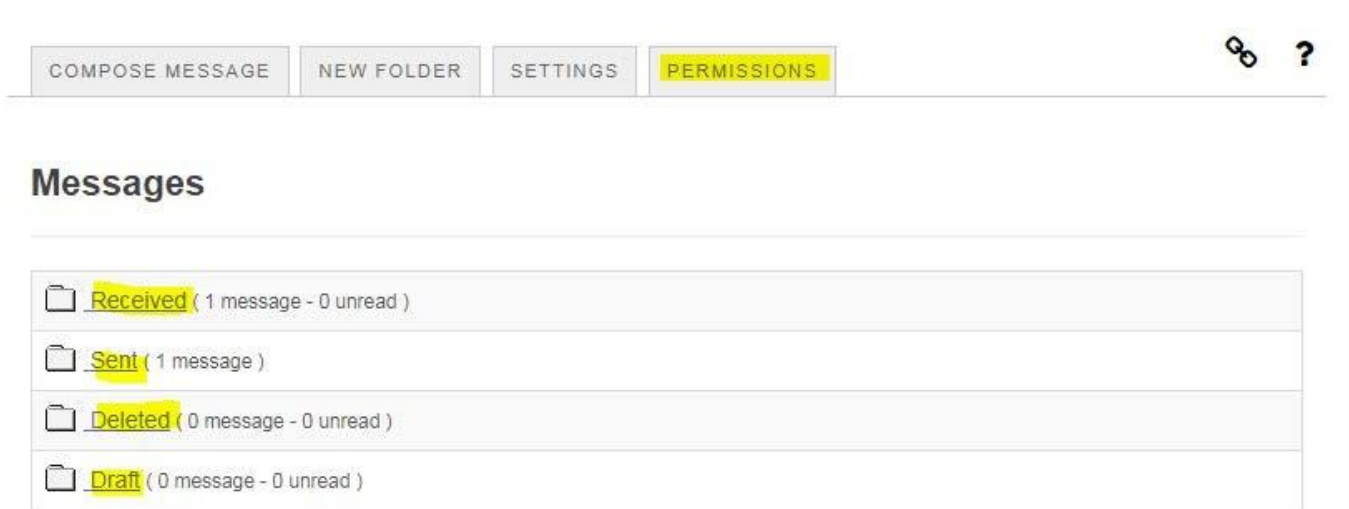 COMPOSE MESSAGE NEW FOLDER SETTINGS PERMISSIONS ?
Messages
Received ( 1 message - 0 unread )
Sent ( 1 message )
Deleted ( 0 message - 0 unread )
Draft ( 0 message - 0 unread )